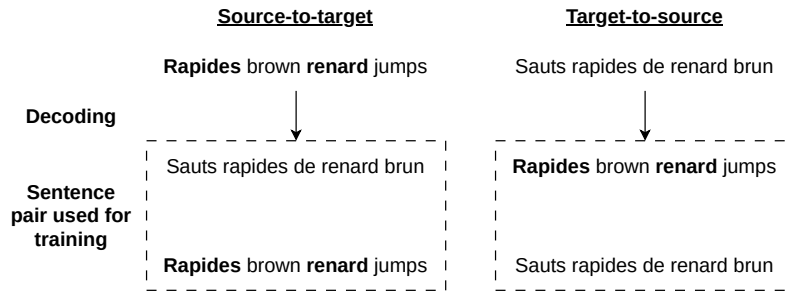 Source-to-target
Target-to-source
Rapides brown renard jumps
Sauts rapides de renard brun
Decoding
Sauts rapides de renard brun
Rapides brown renard jumps
Sentence
pair used for
training
Rapides brown renard jumps
Sauts rapides de renard brun